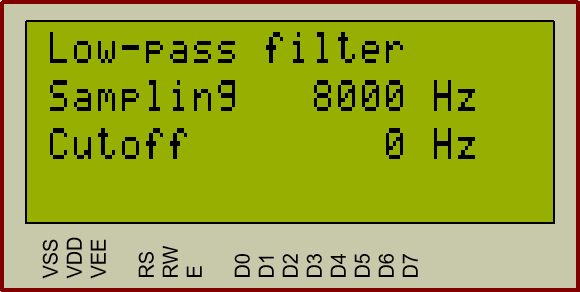 Low-pass filter
Sampling 8000 Hz
Cutoff 0 Hz
VSS VDD VEE RS RW E D0 D1 D2 D3 D4 D5 D6 D7